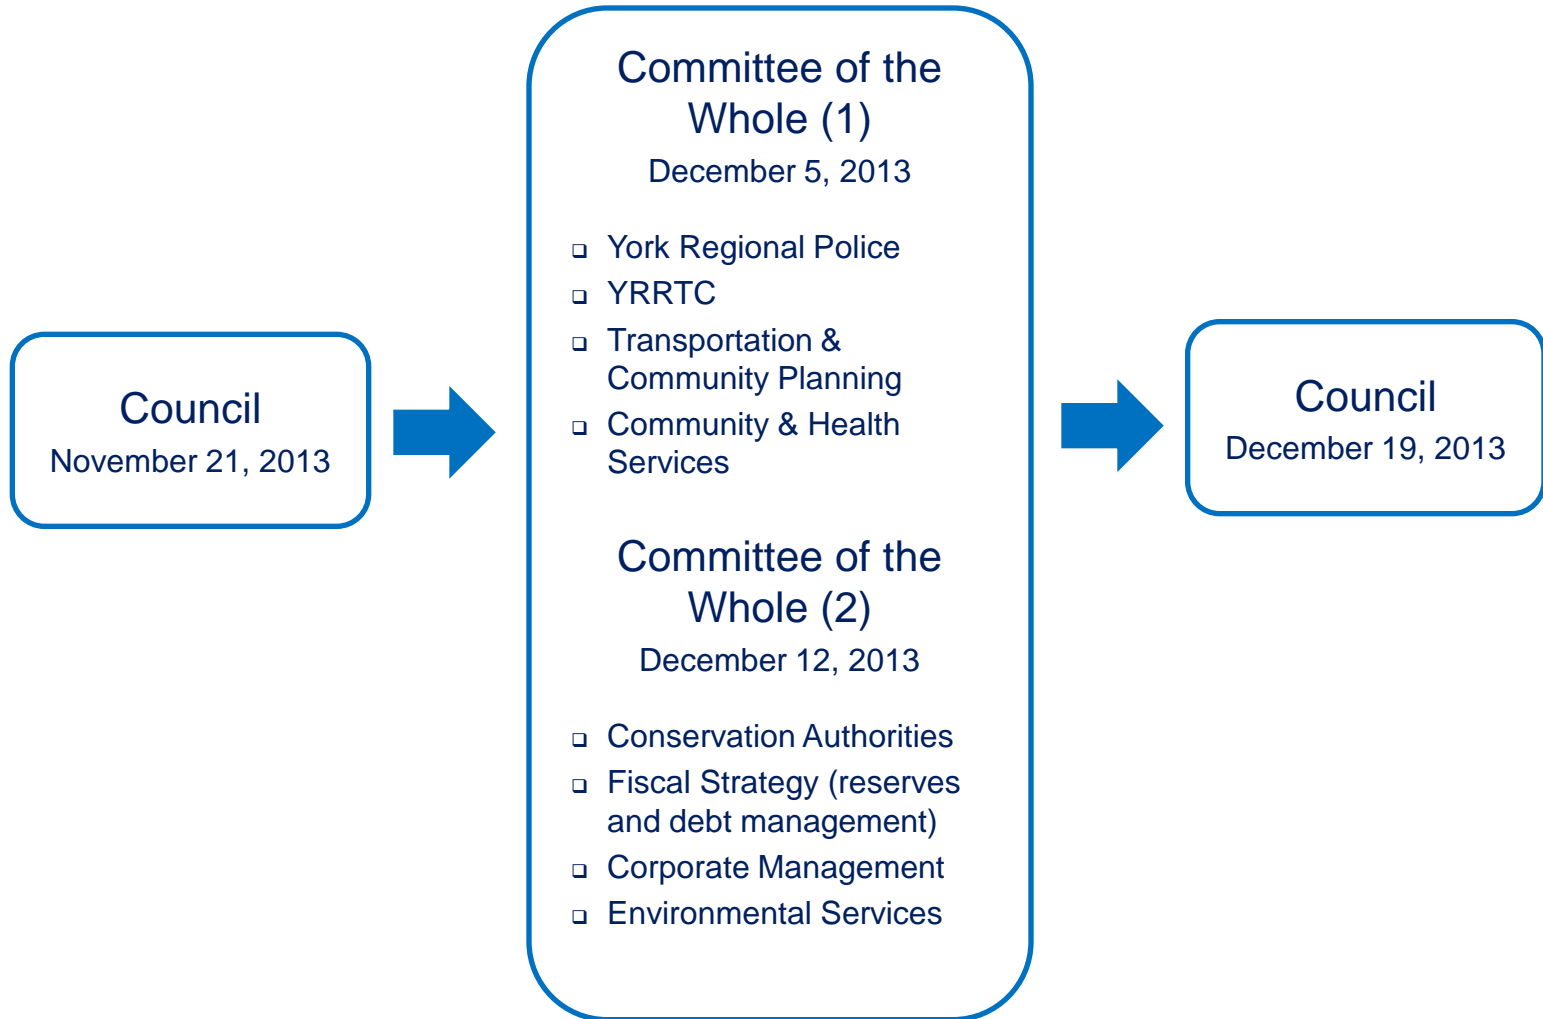 Council
November 21, 2013
Committee of the
Whole (1)
December 5, 2013
❑ York Regional Police
❑ YRRTC
❑ Transportation &
Community Planning
❑ Community & Health
Services
Committee of the
Whole (2)
December 12, 2013
❑ Conservation Authorities
❑ Fiscal Strategy (reserves
and debt management)
❑ Corporate Management
❑ Environmental Services
Council
December 19, 2013